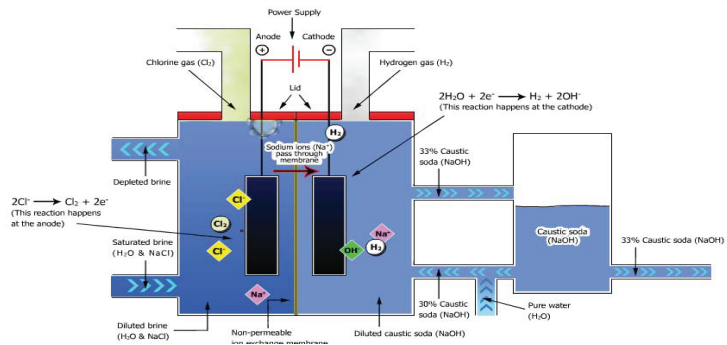 Power Supply
Anode
Cathode
+
−
Chlorine gas (Cl₂)
Hydrogen gas (H₂)
Lid
2H₂O + 2e⁻ ⟶ H₂ + 2OH⁻
(This reaction happens at the cathode)
H₂
Sodium ions (Na⁺)
pass through
membrane
33% Caustic
soda (NaOH)
Depleted brine
2Cl⁻ ⟶ Cl₂ + 2e⁻
(This reaction happens
at the anode)
Cl⁻
Cl₂
Cl⁻
Na⁺
OH⁻
H₂
Caustic soda
(NaOH)
33% Caustic soda (NaOH)
Saturated brine
(H₂O & NaCl)
Na⁺
30% Caustic
soda (NaOH)
Pure water
(H₂O)
Diluted brine
(H₂O & NaCl)
Non-permeable
ion exchange membrane
Diluted caustic soda (NaOH)